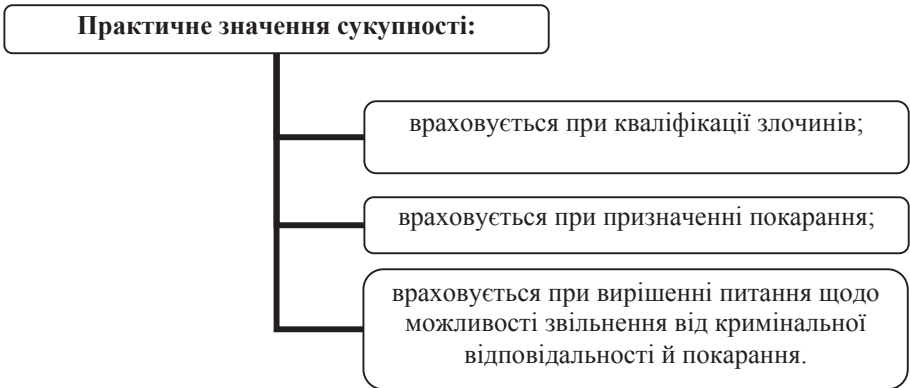 Практичне значення сукупності:
враховується при кваліфікації злочинів;
враховується при призначенні покарання;
враховується при вирішенні питання щодо
можливості звільнення від кримінальної
відповідальності й покарання.